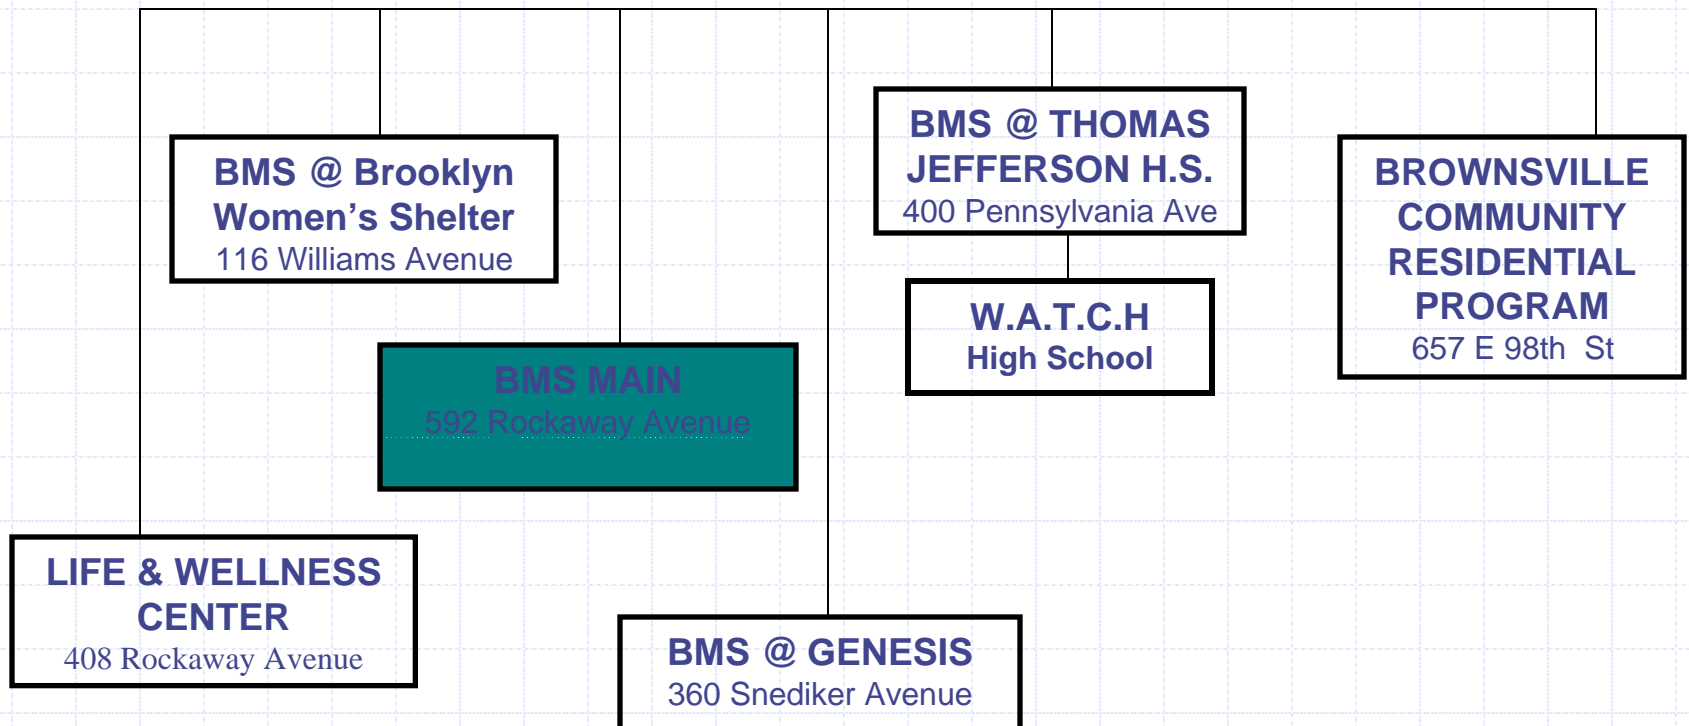 BMS @ Brooklyn
Women’s Shelter
116 Williams Avenue
BMS @ THOMAS
JEFFERSON H.S.
400 Pennsylvania Ave
BROWNSVILLE
COMMUNITY
RESIDENTIAL
PROGRAM
657 E 98th St
W.A.T.C.H
High School
BMS MAIN
592 Rockaway Avenue
LIFE & WELLNESS
CENTER
408 Rockaway Avenue
BMS @ GENESIS
360 Snediker Avenue